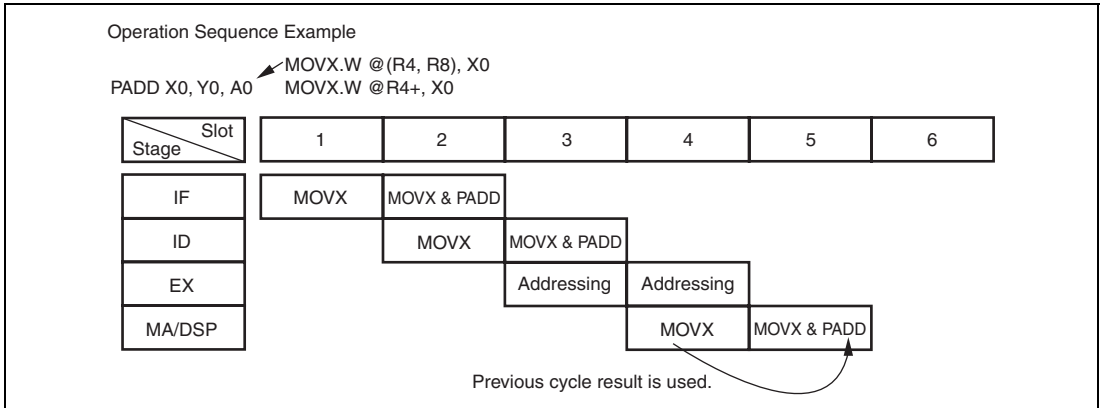 Operation Sequence Example
MOVX.W @(R4, R8), X0
PADD X0, Y0, A0 MOVX.W @R4+, X0
Slot
Stage
1 2 3 4 5 6
IF MOVX MOVX & PADD
ID MOVX MOVX & PADD
EX Addressing Addressing
MA/DSP MOVX MOVX & PADD
Previous cycle result is used.